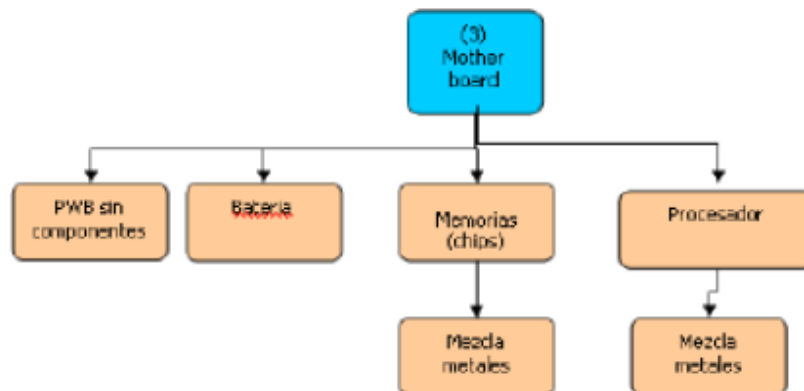 (3)
Mother
board
PWB sin
componentes
Bateria
Memorias
(chips)
Procesador
Mezcla
metales
Mezcla
metales